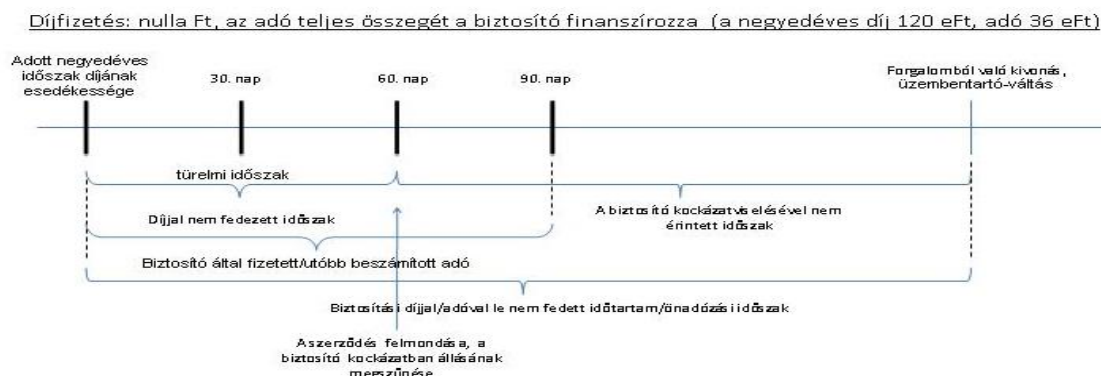 Díjfizetés: nulla Ft, az adó teljes összegét a biztosító finanszírozza (a negyedéves díj 120 eFt, adó 36 eFt)
Adott negyedéves
időszak díjának
esedékessége
30. nap
60. nap
90. nap
Forgalomból való kivonás,
üzembentartó-váltás
türelmi időszak
Díjjal nem fedezett időszak
A biztosító kockázatviselésével nem
érintett időszak
Biztosító által fizetett/utóbb beszámított adó
Biztosítási díjjal/adóval le nem fedett időtartam/önadózási időszak
A szerződés felmondása, a
biztosító kockázatban állásának
megszűnése